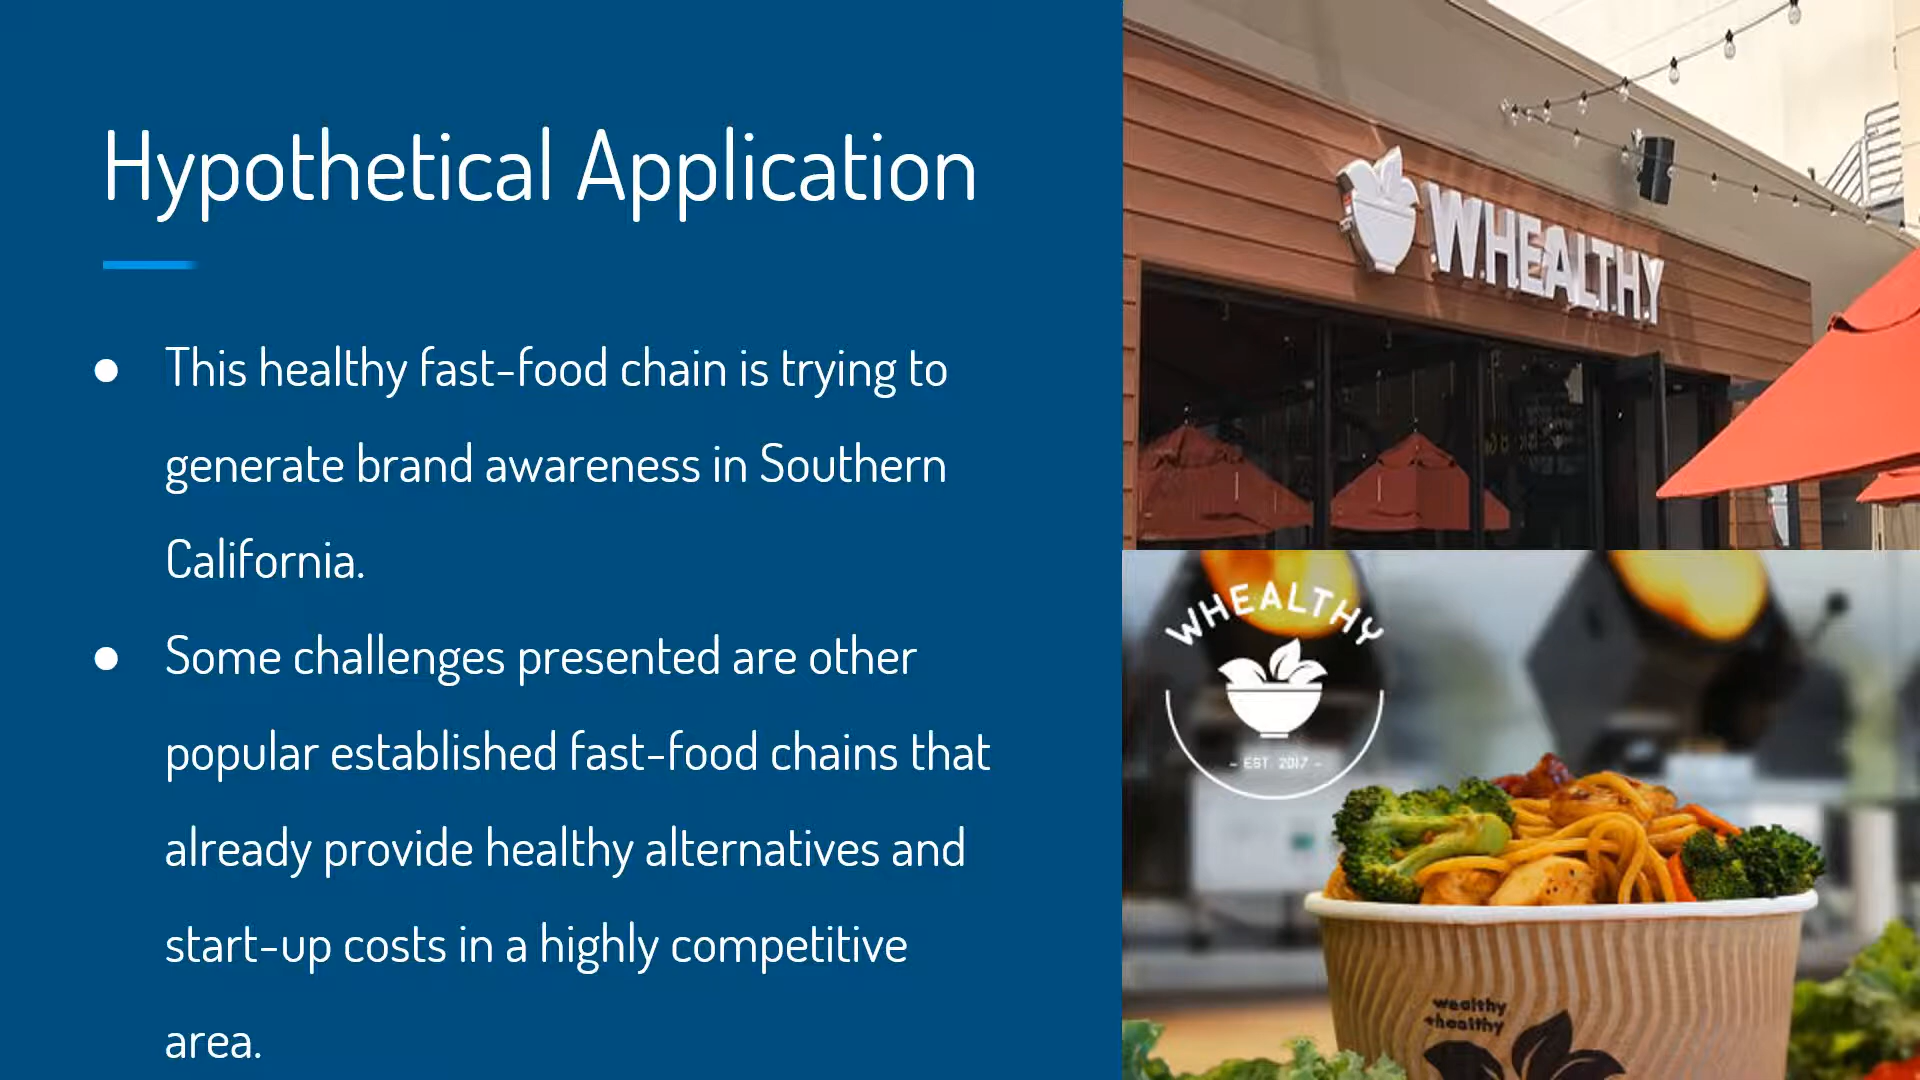 Hypothetical Application
● This healthy fast-food chain is trying to
generate brand awareness in Southern
California.
● Some challenges presented are other
popular established fast-food chains that
already provide healthy alternatives and
start-up costs in a highly competitive
area.
WHEALTHY
WHEALTHY
- EST. 2017 -
wealthy
+healthy